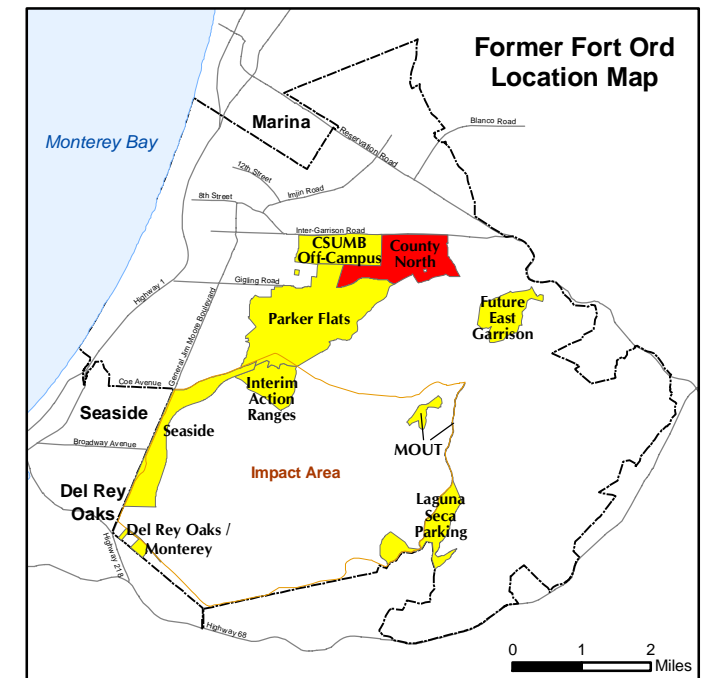 Former Fort Ord
Location Map
Marina
Blanco Road
Monterey Bay
Reservation Road
12th Street
Imjin Road
8th Street
Inter-Garrison Road
CSUMB
Off-Campus
County
North
Highway 1
Gigling Road
General Jim Moore Boulevard
Parker Flats
Future
East
Garrison
Coe Avenue
Interim
Action
Ranges
Seaside
Seaside
Broadway Avenue
MOUT
Impact Area
Del Rey
Oaks
Laguna
Seca
Parking
Del Rey Oaks /
Monterey
Highway 218
Highway 68
0 1 2
Miles